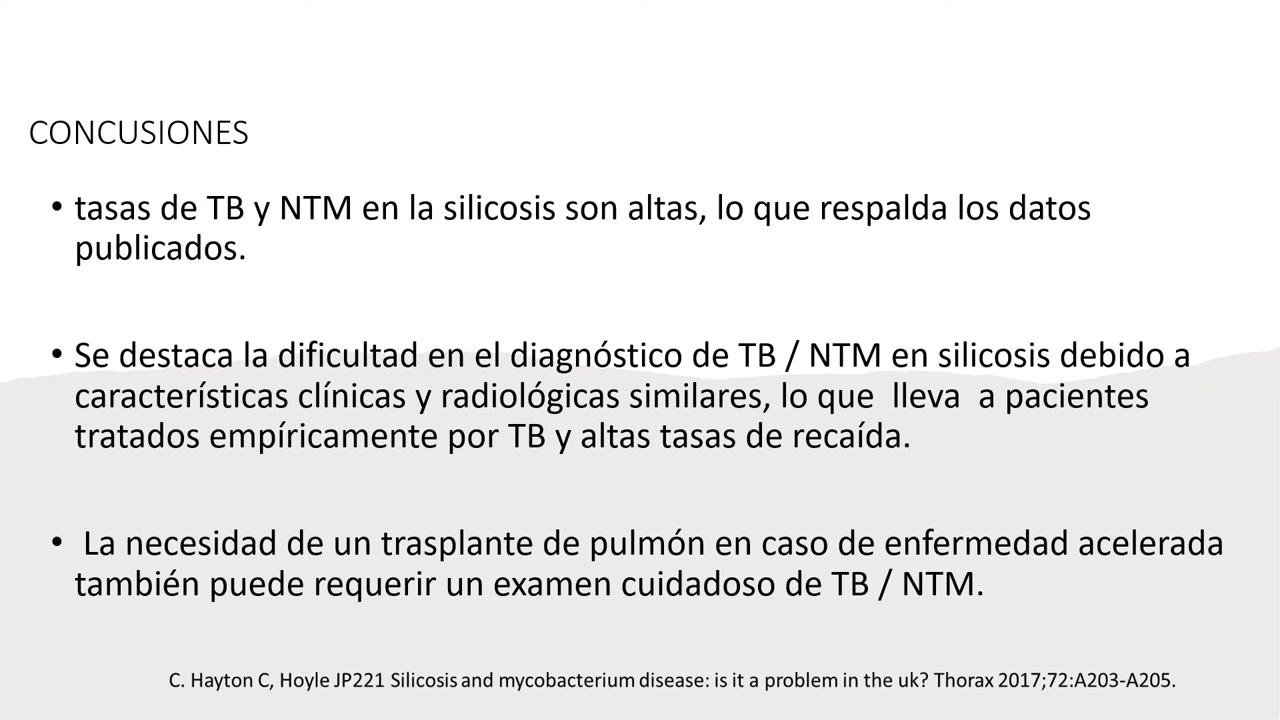 CONCUSIONES
• tasas de TB y NTM en la silicosis son altas, lo que respalda los datos
publicados.
• Se destaca la dificultad en el diagnóstico de TB / NTM en silicosis debido a
características clínicas y radiológicas similares, lo que lleva a pacientes
tratados empíricamente por TB y altas tasas de recaída.
• La necesidad de un trasplante de pulmón en caso de enfermedad acelerada
también puede requerir un examen cuidadoso de TB / NTM.
C. Hayton C, Hoyle JP221 Silicosis and mycobacterium disease: is it a problem in the uk? Thorax 2017;72:A203-A205.